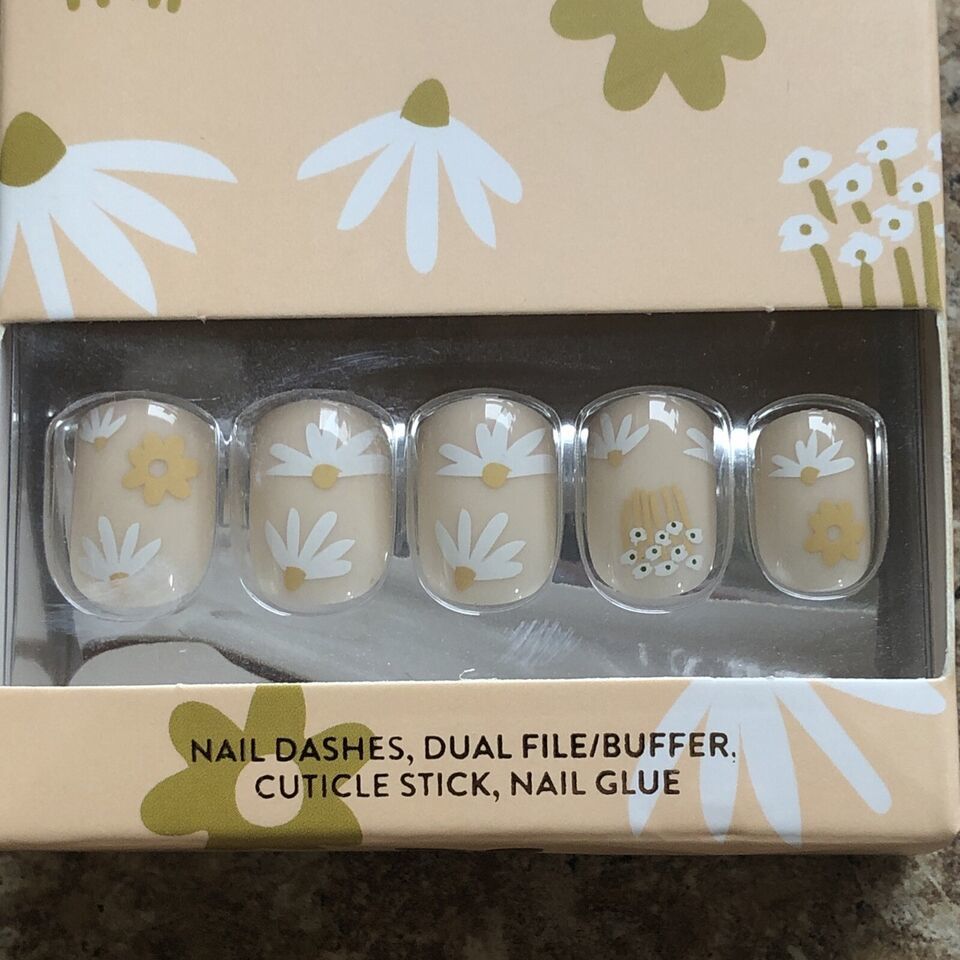 NAIL DASHES, DUAL FILE/BUFFER,
CUTICLE STICK, NAIL GLUE